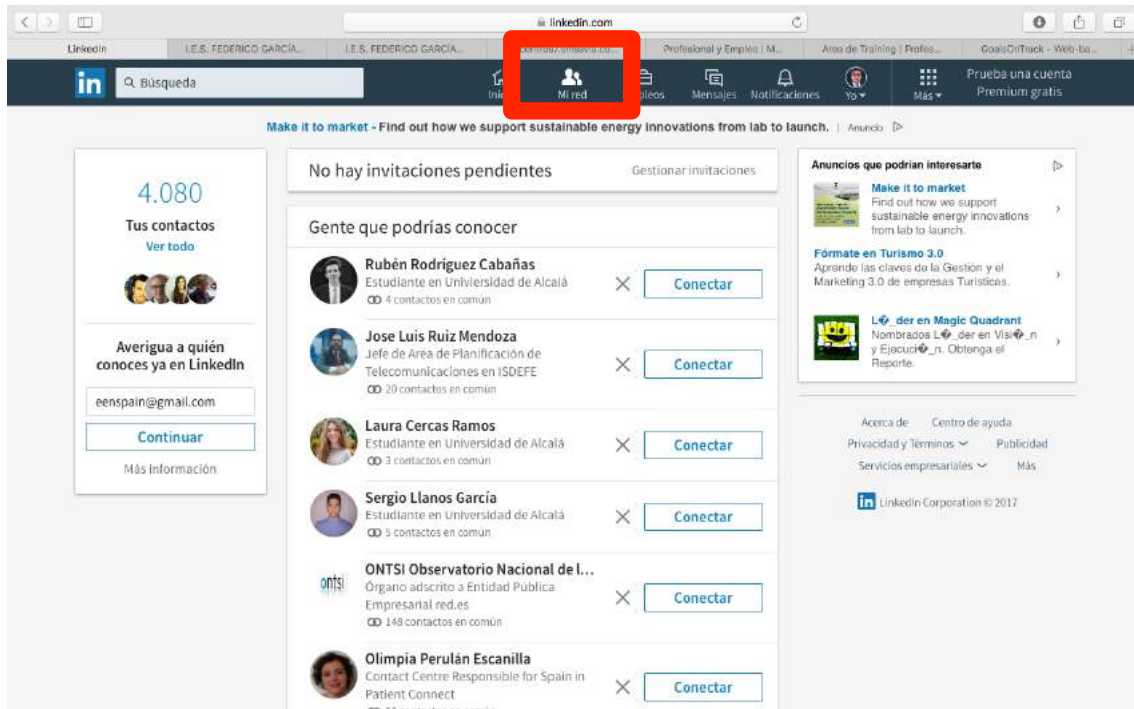 linkedin.com
LinkedIn
I.E.S. FEDERICO GARCÍA...
I.E.S. FEDERICO GARCÍA...
Profesional y Empleo | M...
Area de Training | Profes...
GoalsOnTrack - Web-ba...
in
Búsqueda
Mi red
Mensajes
Notificaciones
Yo
Más
Prueba una cuenta
Premium gratis
Make it to market - Find out how we support sustainable energy innovations from lab to launch. | Anuncio
4.080
Tus contactos
Ver todo
Averigua a quién
conoces ya en LinkedIn
eenspain@gmail.com
Continuar
Más información
No hay invitaciones pendientes
Gestionar invitaciones
Gente que podrías conocer
Rubén Rodríguez Cabañas
Estudiante en Univiersidad de Alcalá
4 contactos en común
Conectar
Jose Luis Ruiz Mendoza
Jefe de Area de Planificación de
Telecomunicaciones en ISDEFE
20 contactos en común
Conectar
Laura Cercas Ramos
Estudiante en Universidad de Alcalá
3 contactos en común
Conectar
Sergio Llanos García
Estudiante en Universidad de Alcalá
5 contactos en común
Conectar
ontsi
ONTSI Observatorio Nacional de l...
Órgano adscrito a Entidad Pública
Empresarial red.es
148 contactos en común
Conectar
Olimpia Perulán Escanilla
Contact Centre Responsible for Spain in
Patient Connect
Conectar
Anuncios que podrían interesarte
Make it to market
Find out how we support
sustainable energy innovations
from lab to launch.
Fórmate en Turismo 3.0
Aprende las claves de la Gestión y el
Marketing 3.0 de empresas Turísticas.
L�_der en Magic Quadrant
Nombrados L�_der en Visi�_n
y Ejecuci�_n. Obtenga el
Reporte.
Acerca de
Centro de ayuda
Privacidad y Términos
Publicidad
Servicios empresariales
Más
LinkedIn Corporation © 2017